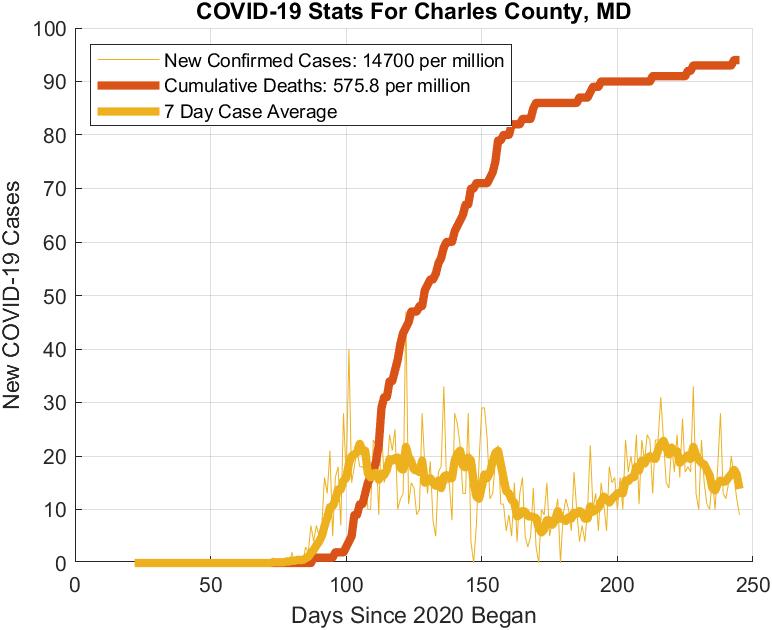 COVID-19 Stats For Charles County, MD
New Confirmed Cases: 14700 per million
Cumulative Deaths: 575.8 per million
7 Day Case Average
New COVID-19 Cases
100
90
80
70
60
50
40
30
20
10
0
0 50 100 150 200 250
Days Since 2020 Began